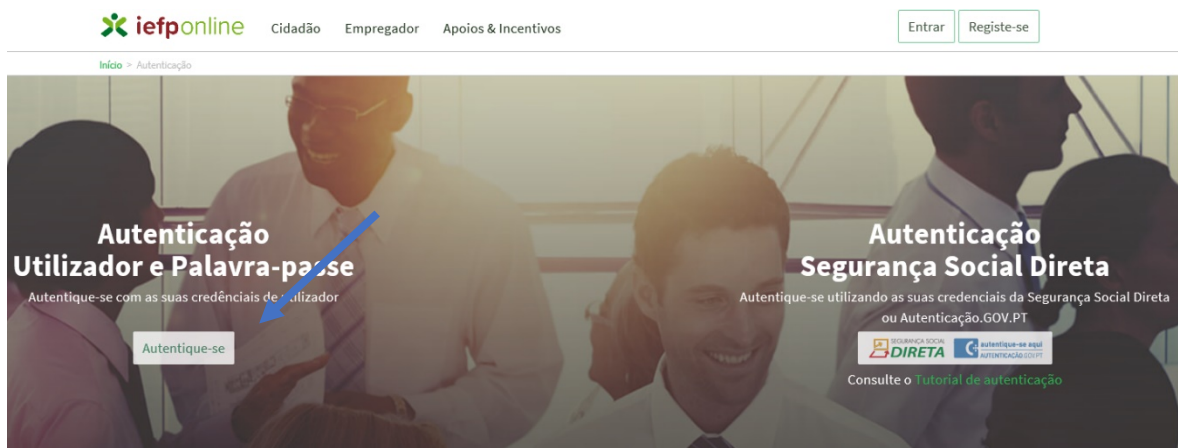 iefponline Cidadão Empregador Apoios & Incentivos Entrar Registe-se
Início > Autenticação
Autenticação
Utilizador e Palavra-passe
Autentique-se com as suas credênciais de utilizador
Autentique-se
Autenticação
Segurança Social Direta
Autentique-se utilizando as suas credenciais da Segurança Social Direta
ou Autenticação.GOV.PT
SEGURANÇA SOCIAL
DIRETA
autentique-se aqui
AUTENTICAÇÃO.GOV.PT
Consulte o Tutorial de autenticação